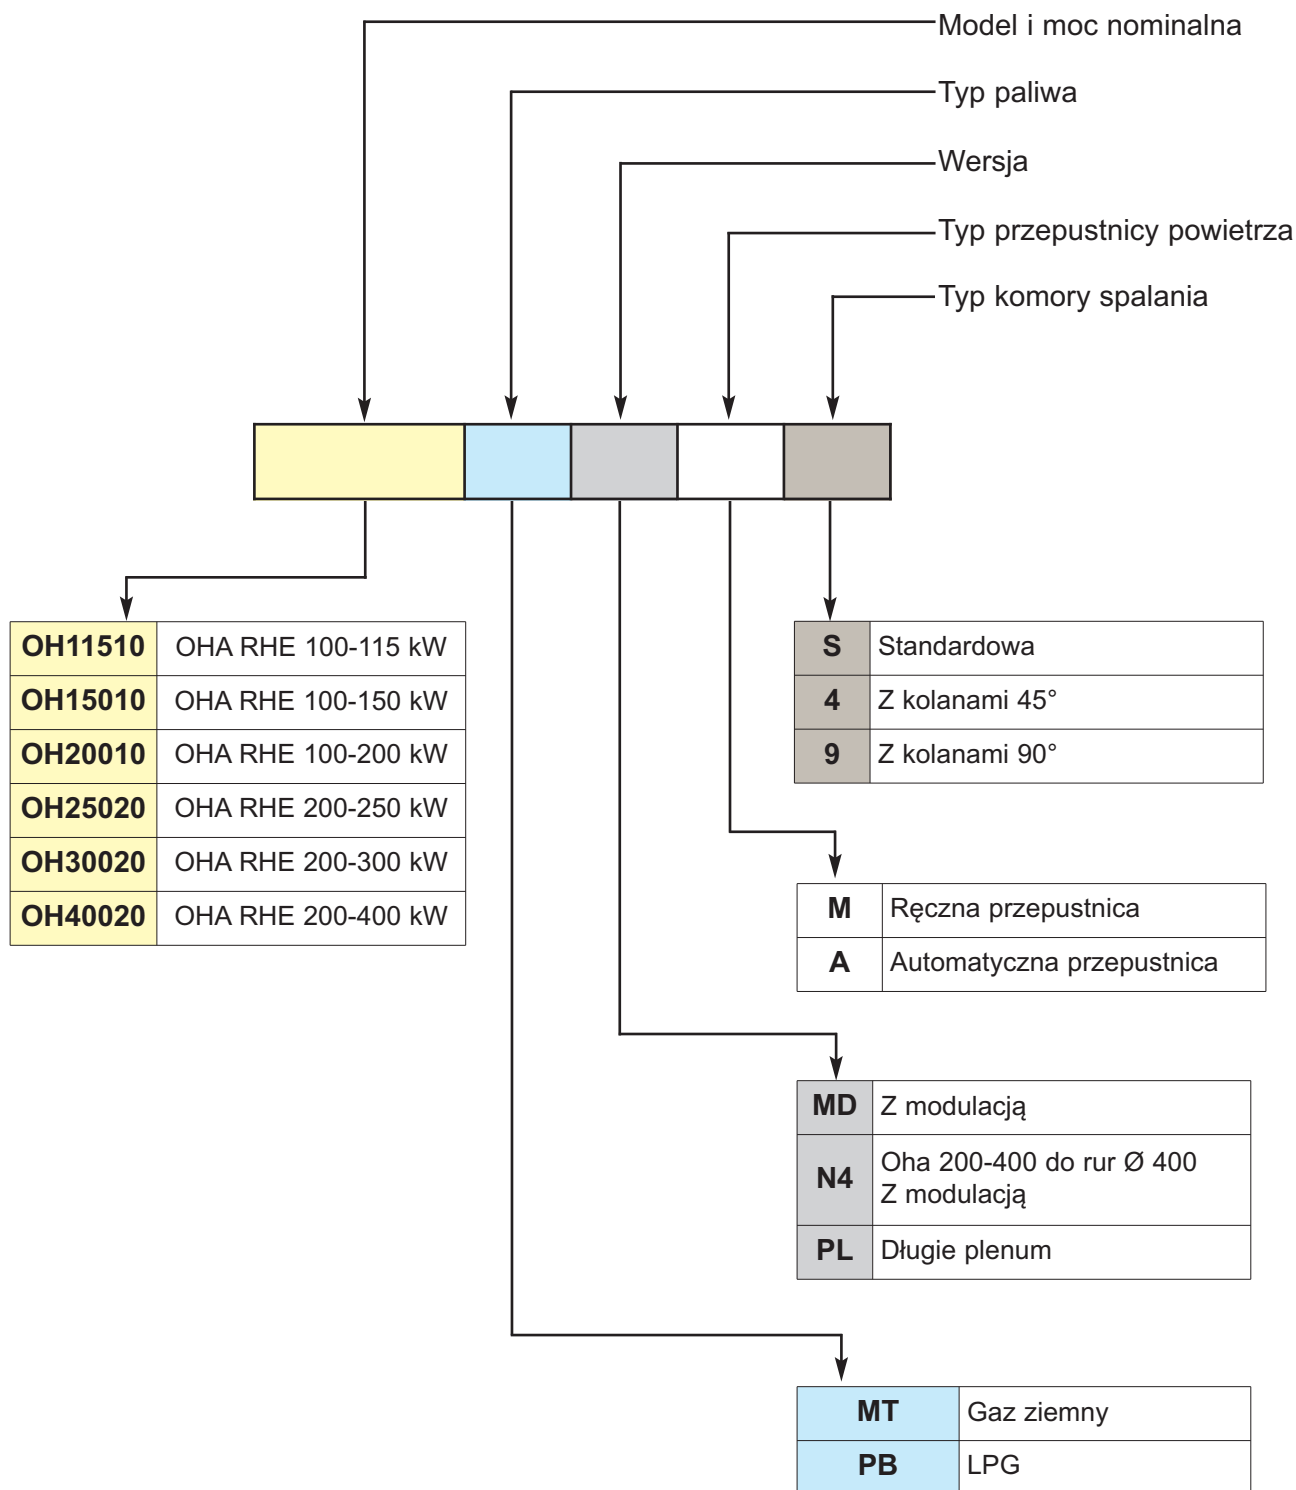 Model i moc nominalna
Typ paliwa
Wersja
Typ przepustnicy powietrza
Typ komory spalania
OH11510 OHA RHE 100-115 kW
OH15010 OHA RHE 100-150 kW
OH20010 OHA RHE 100-200 kW
OH25020 OHA RHE 200-250 kW
OH30020 OHA RHE 200-300 kW
OH40020 OHA RHE 200-400 kW
S Standardowa
4 Z kolanami 45°
9 Z kolanami 90°
M Ręczna przepustnica
A Automatyczna przepustnica
MD Z modulacją
N4 Oha 200-400 do rur Ø 400
Z modulacją
PL Długie plenum
MT Gaz ziemny
PB LPG